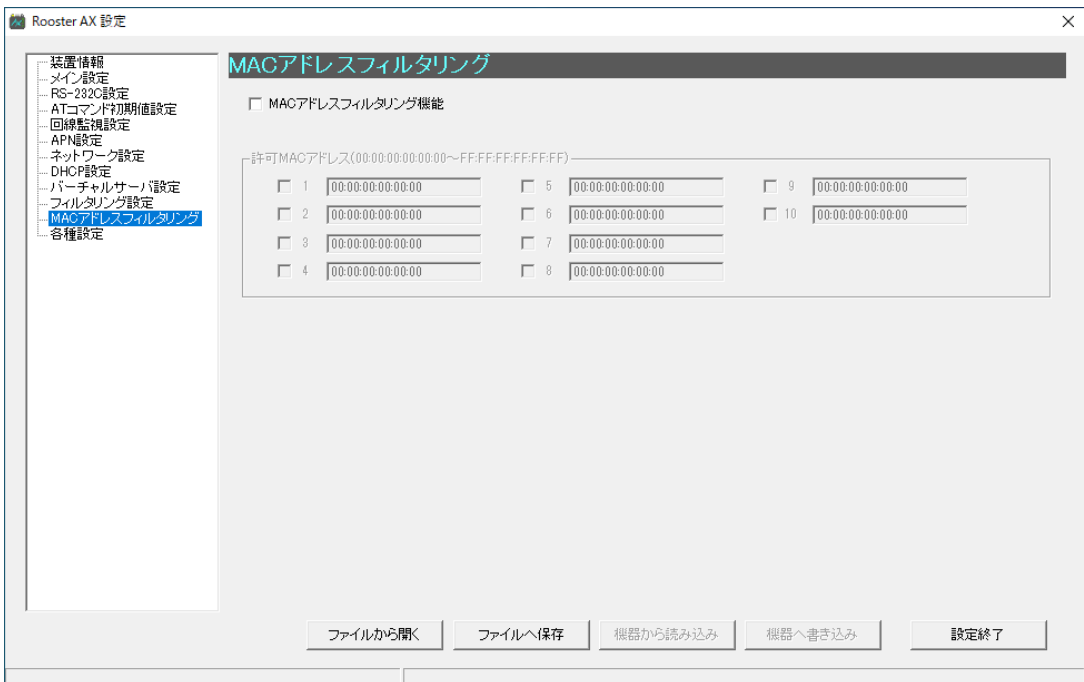 Rooster AX 設定
装置情報
メイン設定
RS-232C設定
ATコマンド初期値設定
回線監視設定
APN設定
ネットワーク設定
DHCP設定
バーチャルサーバ設定
フィルタリング設定
MACアドレスフィルタリング
各種設定
MACアドレスフィルタリング
MACアドレスフィルタリング機能
許可MACアドレス(00:00:00:00:00:00～FF:FF:FF:FF:FF:FF)
1 00:00:00:00:00:00 5 00:00:00:00:00:00 9 00:00:00:00:00:00
2 00:00:00:00:00:00 6 00:00:00:00:00:00 10 00:00:00:00:00:00
3 00:00:00:00:00:00 7 00:00:00:00:00:00
4 00:00:00:00:00:00 8 00:00:00:00:00:00
ファイルから開く ファイルへ保存 機器から読み込み 機器へ書き込み 設定終了